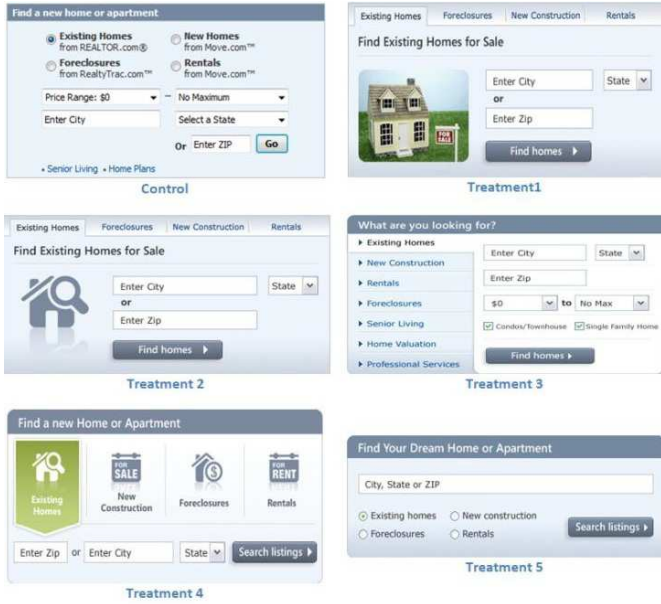 Find a new home or apartment
Existing Homes
from REALTOR.com®
New Homes
from Move.com™
Foreclosures
from RealtyTrac.com™
Rentals
from Move.com™
Price Range: $0 – No Maximum
Enter City Select a State
Or Enter ZIP Go
• Senior Living • Home Plans
Control
Existing Homes Foreclosures New Construction Rentals
Find Existing Homes for Sale
FOR SALE
Enter City State
or
Enter Zip
Find homes
Treatment1
Existing Homes Foreclosures New Construction Rentals
Find Existing Homes for Sale
Enter City State
or
Enter Zip
Find homes
Treatment 2
What are you looking for?
Existing Homes
New Construction
Rentals
Foreclosures
Senior Living
Home Valuation
Professional Services
Enter City State
Enter Zip
$0 to No Max
Condos/Townhouse Single Family Home
Find homes
Treatment 3
Find a new Home or Apartment
Existing
Homes
FOR
SALE
New
Construction
$
Foreclosures
FOR
RENT
Rentals
Enter Zip or Enter City State Search listings
Treatment 4
Find Your Dream Home or Apartment
City, State or ZIP
Existing homes New construction
Foreclosures Rentals
Search listings
Treatment 5